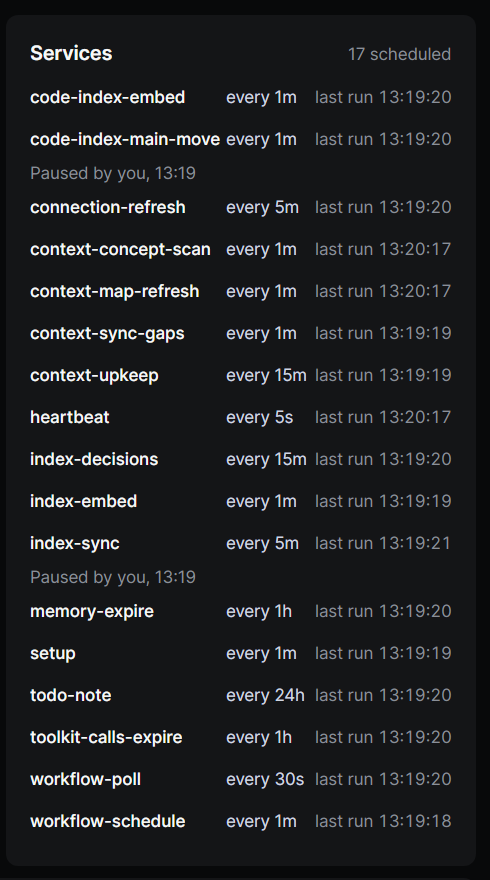 Services 17 scheduled
code-index-embed every 1m last run 13:19:20
code-index-main-move every 1m last run 13:19:20
Paused by you, 13:19
connection-refresh every 5m last run 13:19:20
context-concept-scan every 1m last run 13:20:17
context-map-refresh every 1m last run 13:20:17
context-sync-gaps every 1m last run 13:19:19
context-upkeep every 15m last run 13:19:19
heartbeat every 5s last run 13:20:17
index-decisions every 15m last run 13:19:20
index-embed every 1m last run 13:19:19
index-sync every 5m last run 13:19:21
Paused by you, 13:19
memory-expire every 1h last run 13:19:20
setup every 1m last run 13:19:19
todo-note every 24h last run 13:19:20
toolkit-calls-expire every 1h last run 13:19:20
workflow-poll every 30s last run 13:19:20
workflow-schedule every 1m last run 13:19:18